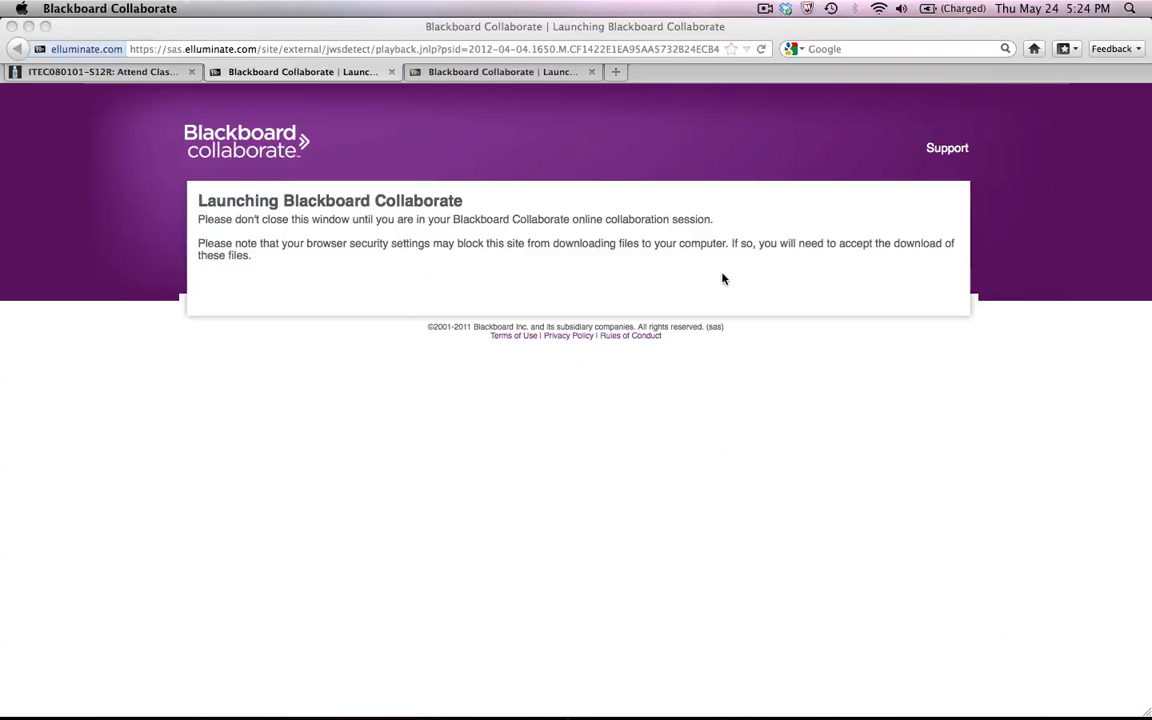 Blackboard Collaborate
(Charged) Thu May 24 5:24 PM
Blackboard Collaborate | Launching Blackboard Collaborate
elluminate.com https://sas.elluminate.com/site/external/jwsdetect/playback.jnlp?psid=2012-04-04.1650.M.CF1422E1EA95AA5732B24ECB4 Google Feedback
ITEC080101-S12R: Attend Clas... Blackboard Collaborate | Launc... Blackboard Collaborate | Launc...
Blackboard
collaborate™
Support
Launching Blackboard Collaborate
Please don't close this window until you are in your Blackboard Collaborate online collaboration session.
Please note that your browser security settings may block this site from downloading files to your computer. If so, you will need to accept the download of
these files.
©2001-2011 Blackboard Inc. and its subsidiary companies. All rights reserved. (sas)
Terms of Use | Privacy Policy | Rules of Conduct